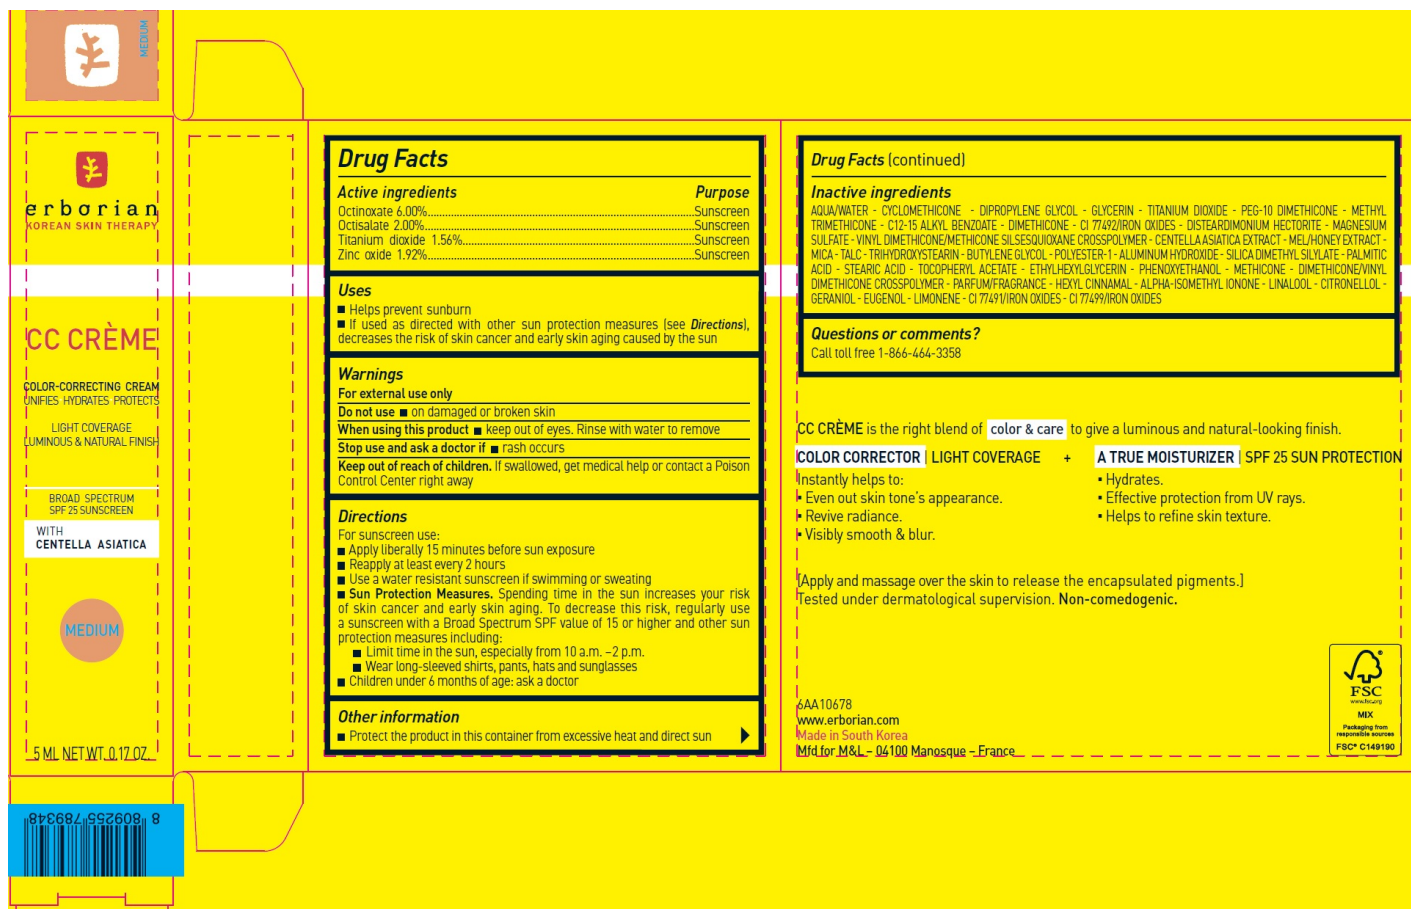 MEDIUM
erborian
KOREAN SKIN THERAPY
CC CRÈME
COLOR-CORRECTING CREAM
UNIFIES HYDRATES PROTECTS
LIGHT COVERAGE
LUMINOUS & NATURAL FINISH
BROAD SPECTRUM
SPF 25 SUNSCREEN
WITH
CENTELLA ASIATICA
MEDIUM
5 ML NET WT. 0.17 OZ.
8 809255 789348
Drug Facts
Active ingredients Purpose
Octinoxate 6.00%........Sunscreen
Octisalate 2.00%........Sunscreen
Titanium dioxide 1.56%........Sunscreen
Zinc oxide 1.92%........Sunscreen
Uses
■ Helps prevent sunburn
■ If used as directed with other sun protection measures (see Directions),
decreases the risk of skin cancer and early skin aging caused by the sun
Warnings
For external use only
Do not use ■ on damaged or broken skin
When using this product ■ keep out of eyes. Rinse with water to remove
Stop use and ask a doctor if ■ rash occurs
Keep out of reach of children. If swallowed, get medical help or contact a Poison
Control Center right away
Directions
For sunscreen use:
■ Apply liberally 15 minutes before sun exposure
■ Reapply at least every 2 hours
■ Use a water resistant sunscreen if swimming or sweating
■ Sun Protection Measures. Spending time in the sun increases your risk
of skin cancer and early skin aging. To decrease this risk, regularly use
a sunscreen with a Broad Spectrum SPF value of 15 or higher and other sun
protection measures including:
■ Limit time in the sun, especially from 10 a.m. –2 p.m.
■ Wear long-sleeved shirts, pants, hats and sunglasses
■ Children under 6 months of age: ask a doctor
Other information
■ Protect the product in this container from excessive heat and direct sun
Drug Facts (continued)
Inactive ingredients
AQUA/WATER - CYCLOMETHICONE - DIPROPYLENE GLYCOL - GLYCERIN - TITANIUM DIOXIDE - PEG-10 DIMETHICONE - METHYL
TRIMETHICONE - C12-15 ALKYL BENZOATE - DIMETHICONE - CI 77492/IRON OXIDES - DISTEARDIMONIUM HECTORITE - MAGNESIUM
SULFATE - VINYL DIMETHICONE/METHICONE SILSESQUIOXANE CROSSPOLYMER - CENTELLA ASIATICA EXTRACT - MEL/HONEY EXTRACT -
MICA - TALC - TRIHYDROXYSTEARIN - BUTYLENE GLYCOL - POLYESTER-1 - ALUMINUM HYDROXIDE - SILICA DIMETHYL SILYLATE - PALMITIC
ACID - STEARIC ACID - TOCOPHERYL ACETATE - ETHYLHEXYLGLYCERIN - PHENOXYETHANOL - METHICONE - DIMETHICONE/VINYL
DIMETHICONE CROSSPOLYMER - PARFUM/FRAGRANCE - HEXYL CINNAMAL - ALPHA-ISOMETHYL IONONE - LINALOOL - CITRONELLOL -
GERANIOL - EUGENOL - LIMONENE - CI 77491/IRON OXIDES - CI 77499/IRON OXIDES
Questions or comments?
Call toll free 1-866-464-3358
CC CRÈME is the right blend of color & care to give a luminous and natural-looking finish.
COLOR CORRECTOR | LIGHT COVERAGE + A TRUE MOISTURIZER | SPF 25 SUN PROTECTION
Instantly helps to:
▪ Even out skin tone's appearance.
▪ Revive radiance.
▪ Visibly smooth & blur.
▪ Hydrates.
▪ Effective protection from UV rays.
▪ Helps to refine skin texture.
[Apply and massage over the skin to release the encapsulated pigments.]
Tested under dermatological supervision. Non-comedogenic.
6AA10678
www.erborian.com
Made in South Korea
Mfd for M&L – 04100 Manosque – France
FSC
www.fsc.org
MIX
Packaging from
responsible sources
FSC® C149190